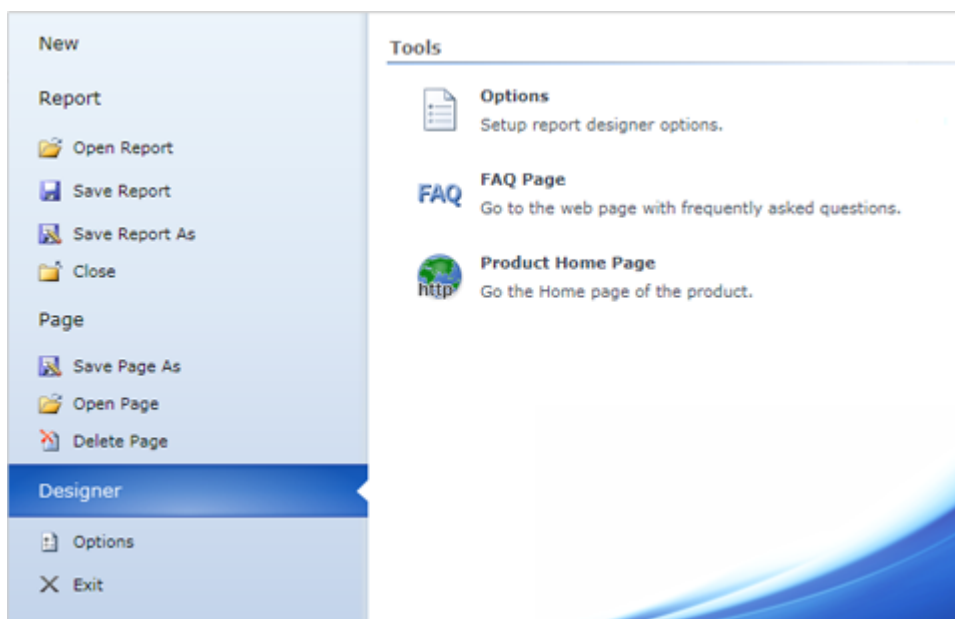 New
Report
Open Report
Save Report
Save Report As
Close
Page
Save Page As
Open Page
Delete Page
Designer
Options
Exit
Tools
Options
Setup report designer options.
FAQ
FAQ Page
Go to the web page with frequently asked questions.
http
Product Home Page
Go the Home page of the product.